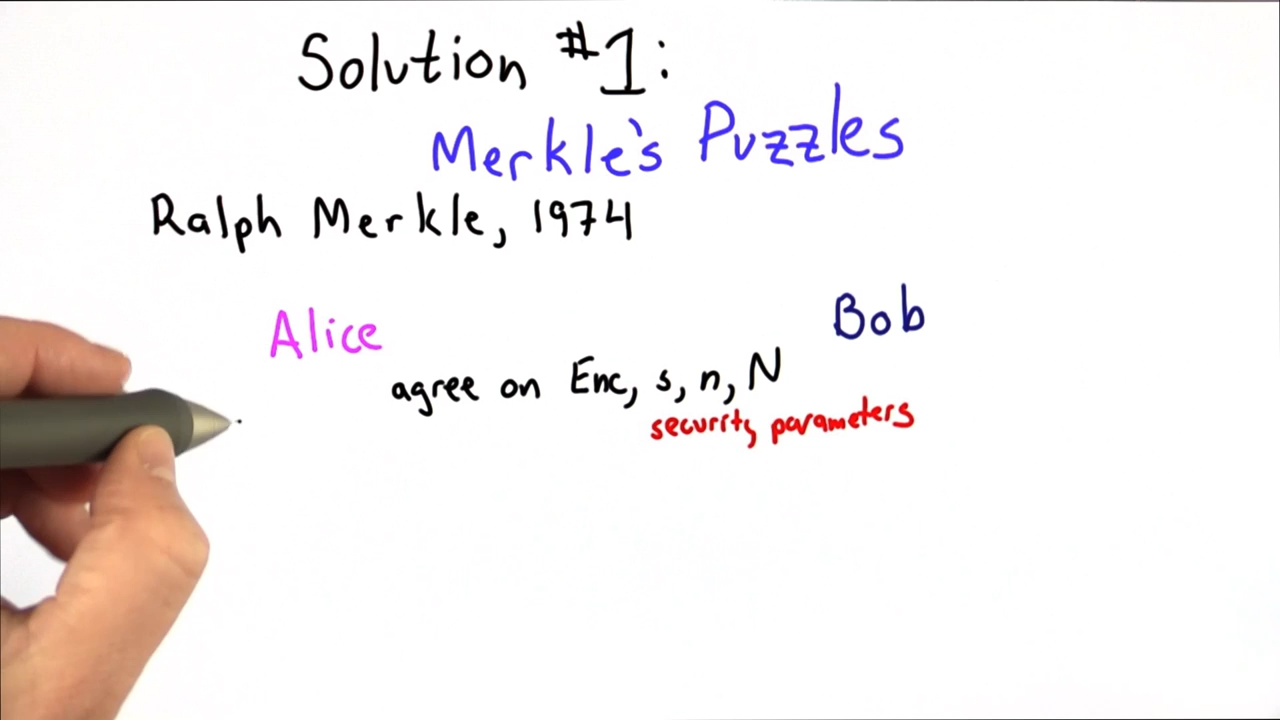 Solution #1:
Merkle's Puzzles
Ralph Merkle, 1974
Alice
Bob
agree on Enc, s, n, N
security parameters